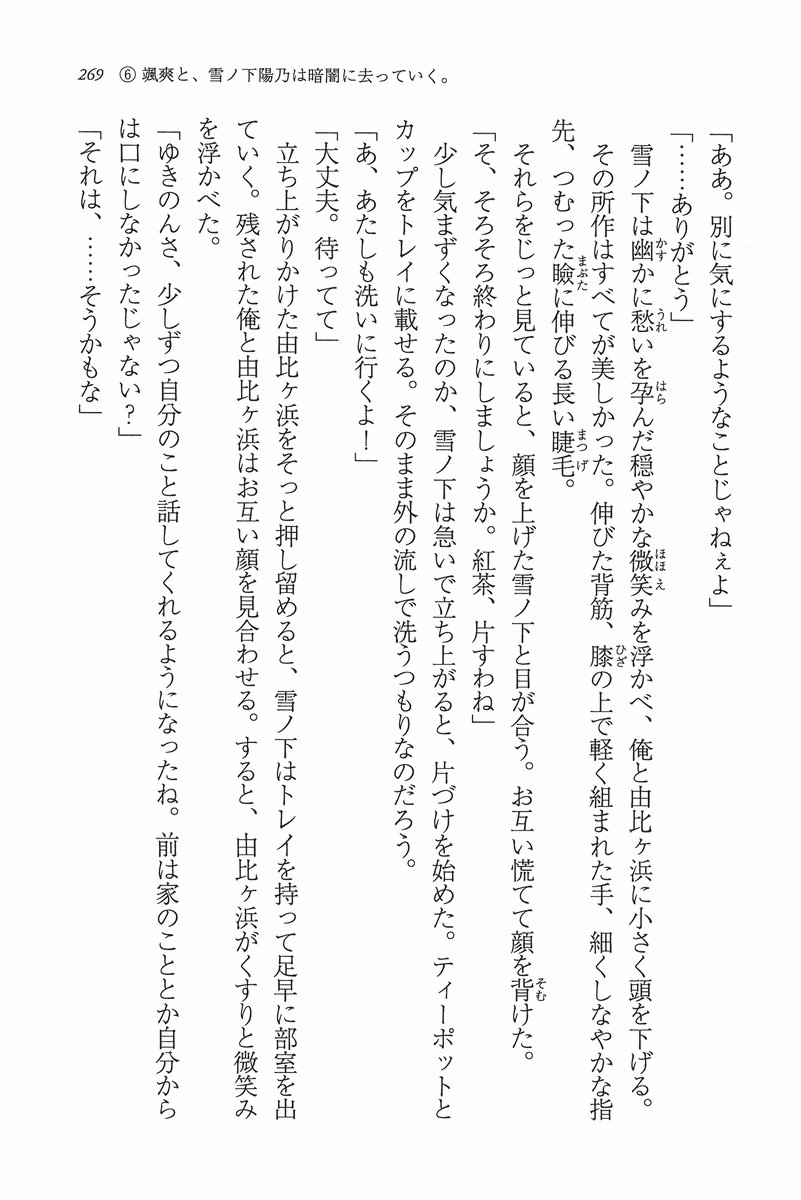 269 ⑥ 颯爽と、雪ノ下陽乃は暗闇に去っていく。
「ああ。別に気にするようなことじゃねぇよ」
「……ありがとう」
雪ノ下は幽かに愁いを孕んだ穏やかな微笑みを浮かべ、俺と由比ヶ浜に小さく頭を下げる。
その所作はすべてが美しかった。伸びた背筋、膝の上で軽く組まれた手、細くしなやかな指
先、つむった瞼に伸びる長い睫毛。
それらをじっと見ていると、顔を上げた雪ノ下と目が合う。お互い慌てて顔を背けた。
「そ、そろそろ終わりにしましょうか。紅茶、片すわね」
少し気まずくなったのか、雪ノ下は急いで立ち上がると、片づけを始めた。ティーポットと
カップをトレイに載せる。そのまま外の流しで洗うつもりなのだろう。
「あ、あたしも洗いに行くよ！」
「大丈夫。待ってて」
立ち上がりかけた由比ヶ浜をそっと押し留めると、雪ノ下はトレイを持って足早に部室を出
ていく。残された俺と由比ヶ浜はお互い顔を見合わせる。すると、由比ヶ浜がくすりと微笑み
を浮かべた。
「ゆきのんさ、少しずつ自分のこと話してくれるようになったね。前は家のこととか自分から
は口にしなかったじゃない？」
「それは、……そうかもな」